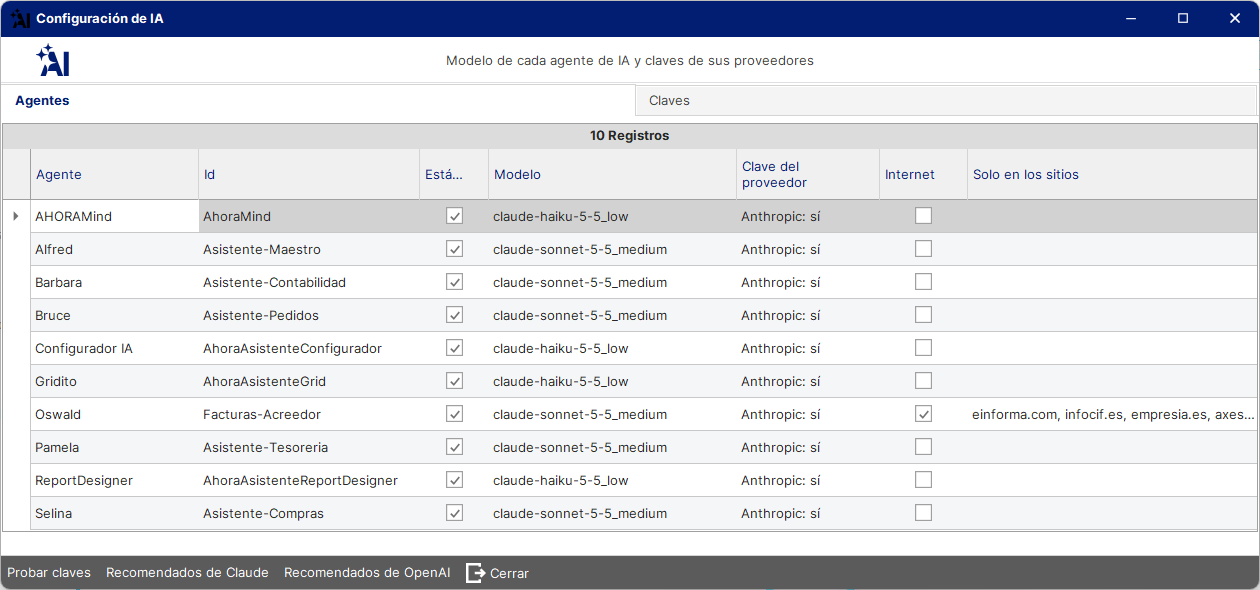 AI Configuración de IA
AI
Modelo de cada agente de IA y claves de sus proveedores
Agentes Claves
10 Registros
Agente Id Está... Modelo Clave del proveedor Internet Solo en los sitios
AHORAMind AhoraMind claude-haiku-5-5_low Anthropic: sí
Alfred Asistente-Maestro claude-sonnet-5-5_medium Anthropic: sí
Barbara Asistente-Contabilidad claude-sonnet-5-5_medium Anthropic: sí
Bruce Asistente-Pedidos claude-sonnet-5-5_medium Anthropic: sí
Configurador IA AhoraAsistenteConfigurador claude-haiku-5-5_low Anthropic: sí
Gridito AhoraAsistenteGrid claude-haiku-5-5_low Anthropic: sí
Oswald Facturas-Acreedor claude-sonnet-5-5_medium Anthropic: sí einforma.com, infocif.es, empresia.es, axes...
Pamela Asistente-Tesoreria claude-sonnet-5-5_medium Anthropic: sí
ReportDesigner AhoraAsistenteReportDesigner claude-haiku-5-5_low Anthropic: sí
Selina Asistente-Compras claude-sonnet-5-5_medium Anthropic: sí
Probar claves Recomendados de Claude Recomendados de OpenAI Cerrar